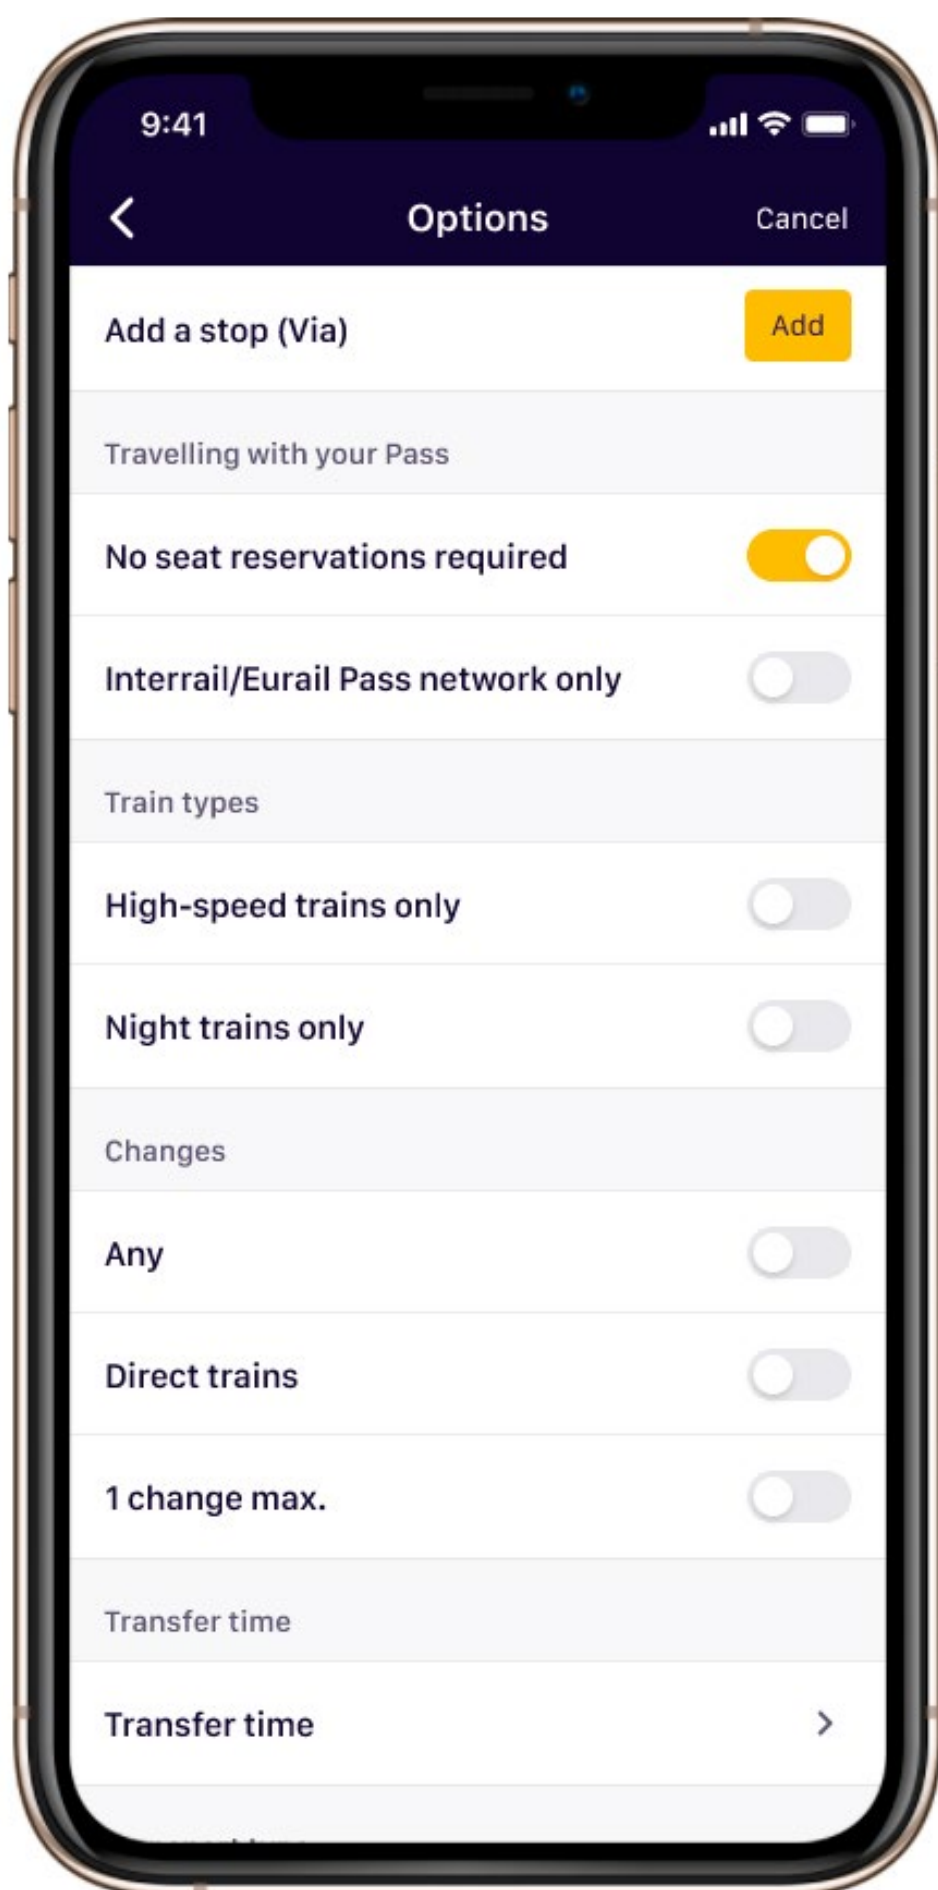 9:41
Options
Cancel
Add a stop (Via)
Add
Travelling with your Pass
No seat reservations required
Interrail/Eurail Pass network only
Train types
High-speed trains only
Night trains only
Changes
Any
Direct trains
1 change max.
Transfer time
Transfer time